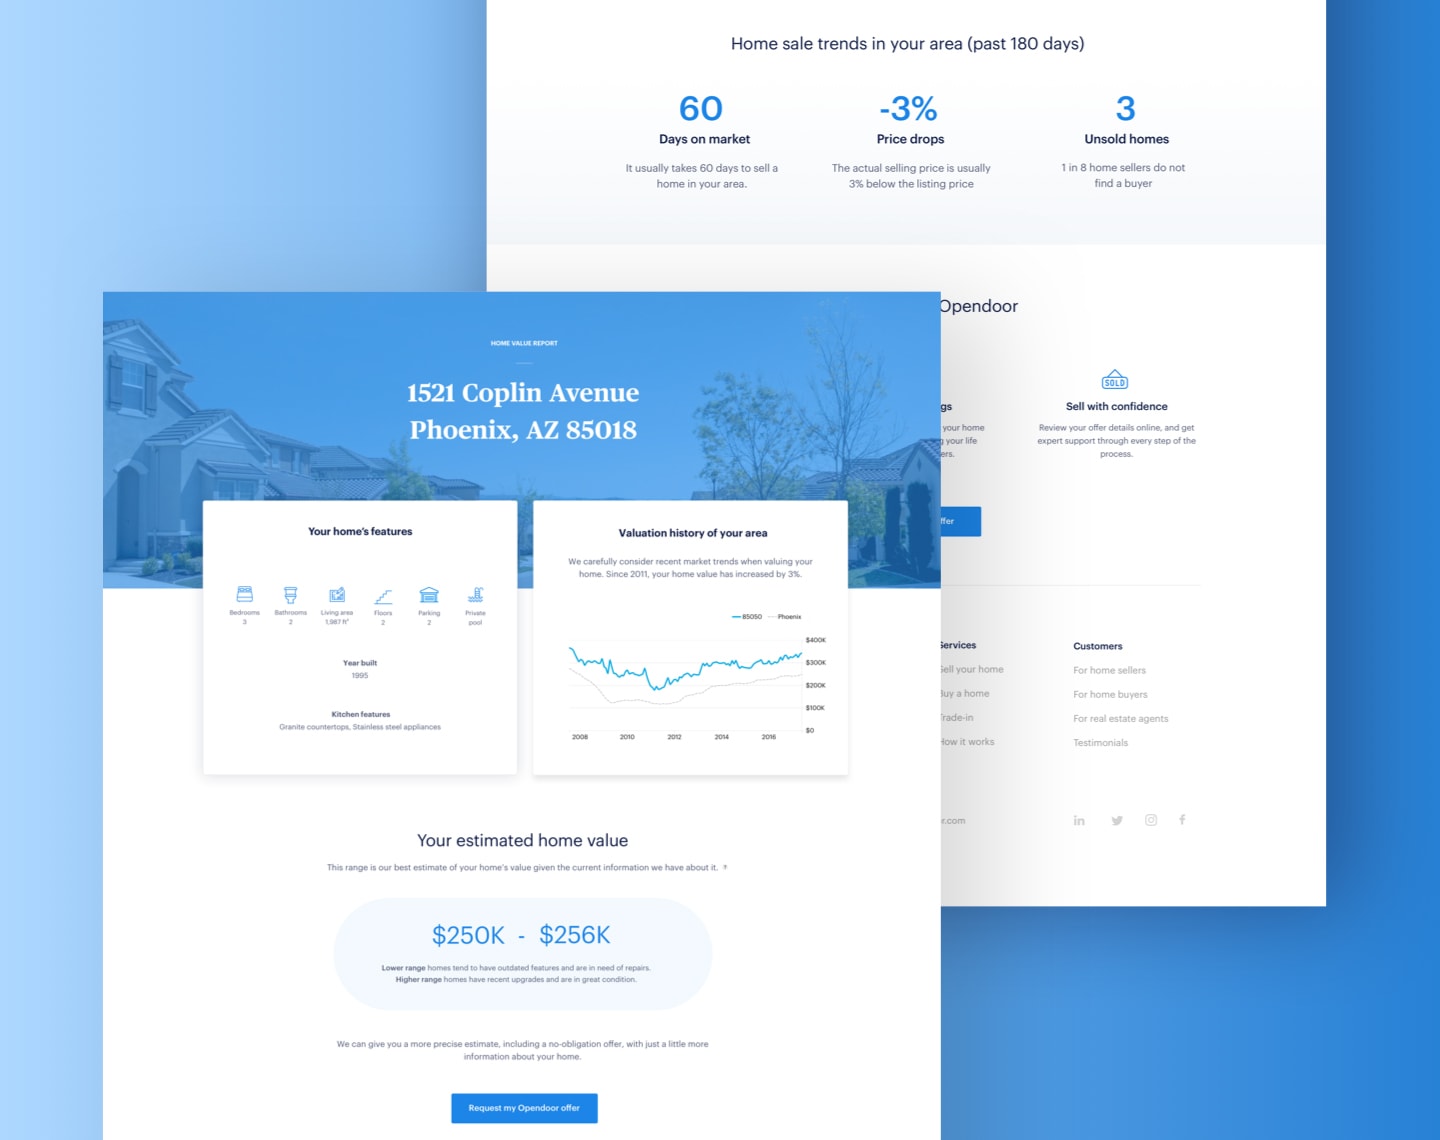 Home sale trends in your area (past 180 days)
60
Days on market
It usually takes 60 days to sell a
home in your area.
-3%
Price drops
The actual selling price is usually
3% below the listing price
3
Unsold homes
1 in 8 home sellers do not
find a buyer
Opendoor
your home
your life
SOLD
Sell with confidence
Review your offer details online, and get
expert support through every step of the
process.
Services
Sell your home
Buy a home
Trade-in
How it works
Customers
For home sellers
For home buyers
For real estate agents
Testimonials
r.com
in
f
HOME VALUE REPORT
1521 Coplin Avenue
Phoenix, AZ 85018
Your home's features
Bedrooms
3
Bathrooms
2
Living area
1,987 ft²
Floors
2
Parking
2
Private
pool
Year built
1995
Kitchen features
Granite countertops, Stainless steel appliances
Valuation history of your area
We carefully consider recent market trends when valuing your
home. Since 2011, your home value has increased by 3%.
85050 Phoenix
$400K
$300K
$200K
$100K
$0
2008 2010 2012 2014 2016
Your estimated home value
This range is our best estimate of your home's value given the current information we have about it.
$250K - $256K
Lower range homes tend to have outdated features and are in need of repairs.
Higher range homes have recent upgrades and are in great condition.
We can give you a more precise estimate, including a no-obligation offer, with just a little more
information about your home.
Request my Opendoor offer